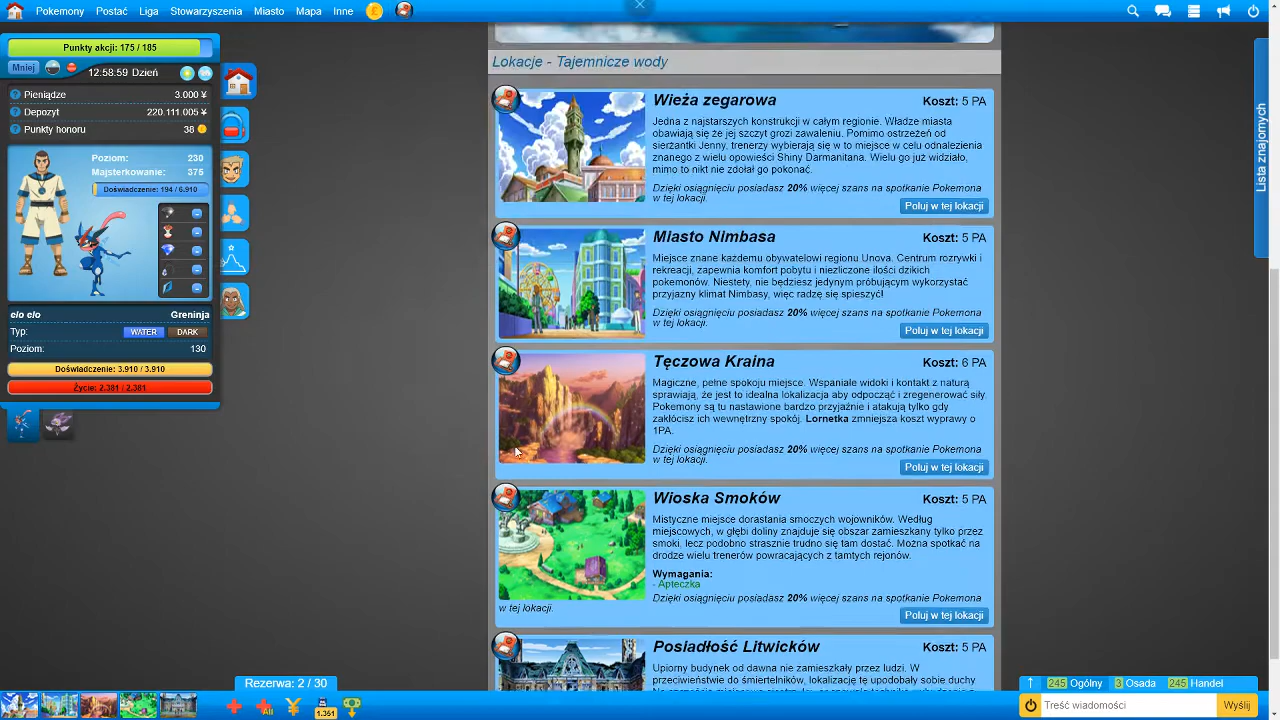 Pokemony Postać Liga Stowarzyszenia Miasto Mapa Inne
Punkty akcji: 175 / 185
Mniej 12:58:59 Dzień
Pieniądze 3.000 ¥
Depozyt 220.111.005 ¥
Punkty honoru 38
Poziom: 230
Majsterkowanie: 375
Doświadczenie: 194 / 6.910
clo clo Greninja
Typ: WATER DARK
Poziom: 130
Doświadczenie: 3.910 / 3.910
Życie: 2.381 / 2.381
Lokacje - Tajemnicze wody
Wieża zegarowa Koszt: 5 PA
Jedna z najstarszych konstrukcji w całym regionie. Władze miasta
obawiają się że jej szczyt grozi zawaleniu. Pomimo ostrzeżeń od
sierżantki Jenny, trenerzy wybierają się w to miejsce w celu odnalezienia
znanego z wielu opowieści Shiny Darmanitana. Wielu go już widziało,
mimo to nikt nie zdołał go pokonać.
Dzięki osiągnięciu posiadasz 20% więcej szans na spotkanie Pokemona
w tej lokacji.
Poluj w tej lokacji
Miasto Nimbasa Koszt: 5 PA
Miejsce znane każdemu obywatelowi regionu Unova. Centrum rozrywki i
rekreacji, zapewnia komfort pobytu i niezliczone ilości dzikich
pokemonów. Niestety, nie będziesz jedynym próbującym wykorzystać
przyjazny klimat Nimbasy, więc radzę się spieszyć!
Dzięki osiągnięciu posiadasz 20% więcej szans na spotkanie Pokemona
w tej lokacji.
Poluj w tej lokacji
Tęczowa Kraina Koszt: 6 PA
Magiczne, pełne spokoju miejsce. Wspaniałe widoki i kontakt z naturą
sprawiają, że jest to idealna lokalizacja aby odpocząć i zregenerować siły.
Pokemony są tu nastawione bardzo przyjaźnie i atakują tylko gdy
zakłócisz ich wewnętrzny spokój. Lornetka zmniejsza koszt wyprawy o
1PA.
Dzięki osiągnięciu posiadasz 20% więcej szans na spotkanie Pokemona
w tej lokacji.
Poluj w tej lokacji
Wioska Smoków Koszt: 5 PA
Mistyczne miejsce dorastania smoczych wojowników. Według
miejscowych, w głębi doliny znajduje się obszar zamieszkany tylko przez
smoki, lecz podobno strasznie trudno się tam dostać. Można spotkać na
drodze wielu trenerów powracających z tamtych rejonów.
Wymagania:
- Apteczka
Dzięki osiągnięciu posiadasz 20% więcej szans na spotkanie Pokemona
w tej lokacji.
Poluj w tej lokacji
Posiadłość Litwicków Koszt: 5 PA
Upiorny budynek od dawna nie zamieszkały przez ludzi. W
przeciwieństwie do śmiertelników, lokalizację tę upodobały sobie duchy
Lista znajomych
Rezerwa: 2 / 30
All
1.351
245 Ogólny 3 Osada 245 Handel
Treść wiadomości Wyślij